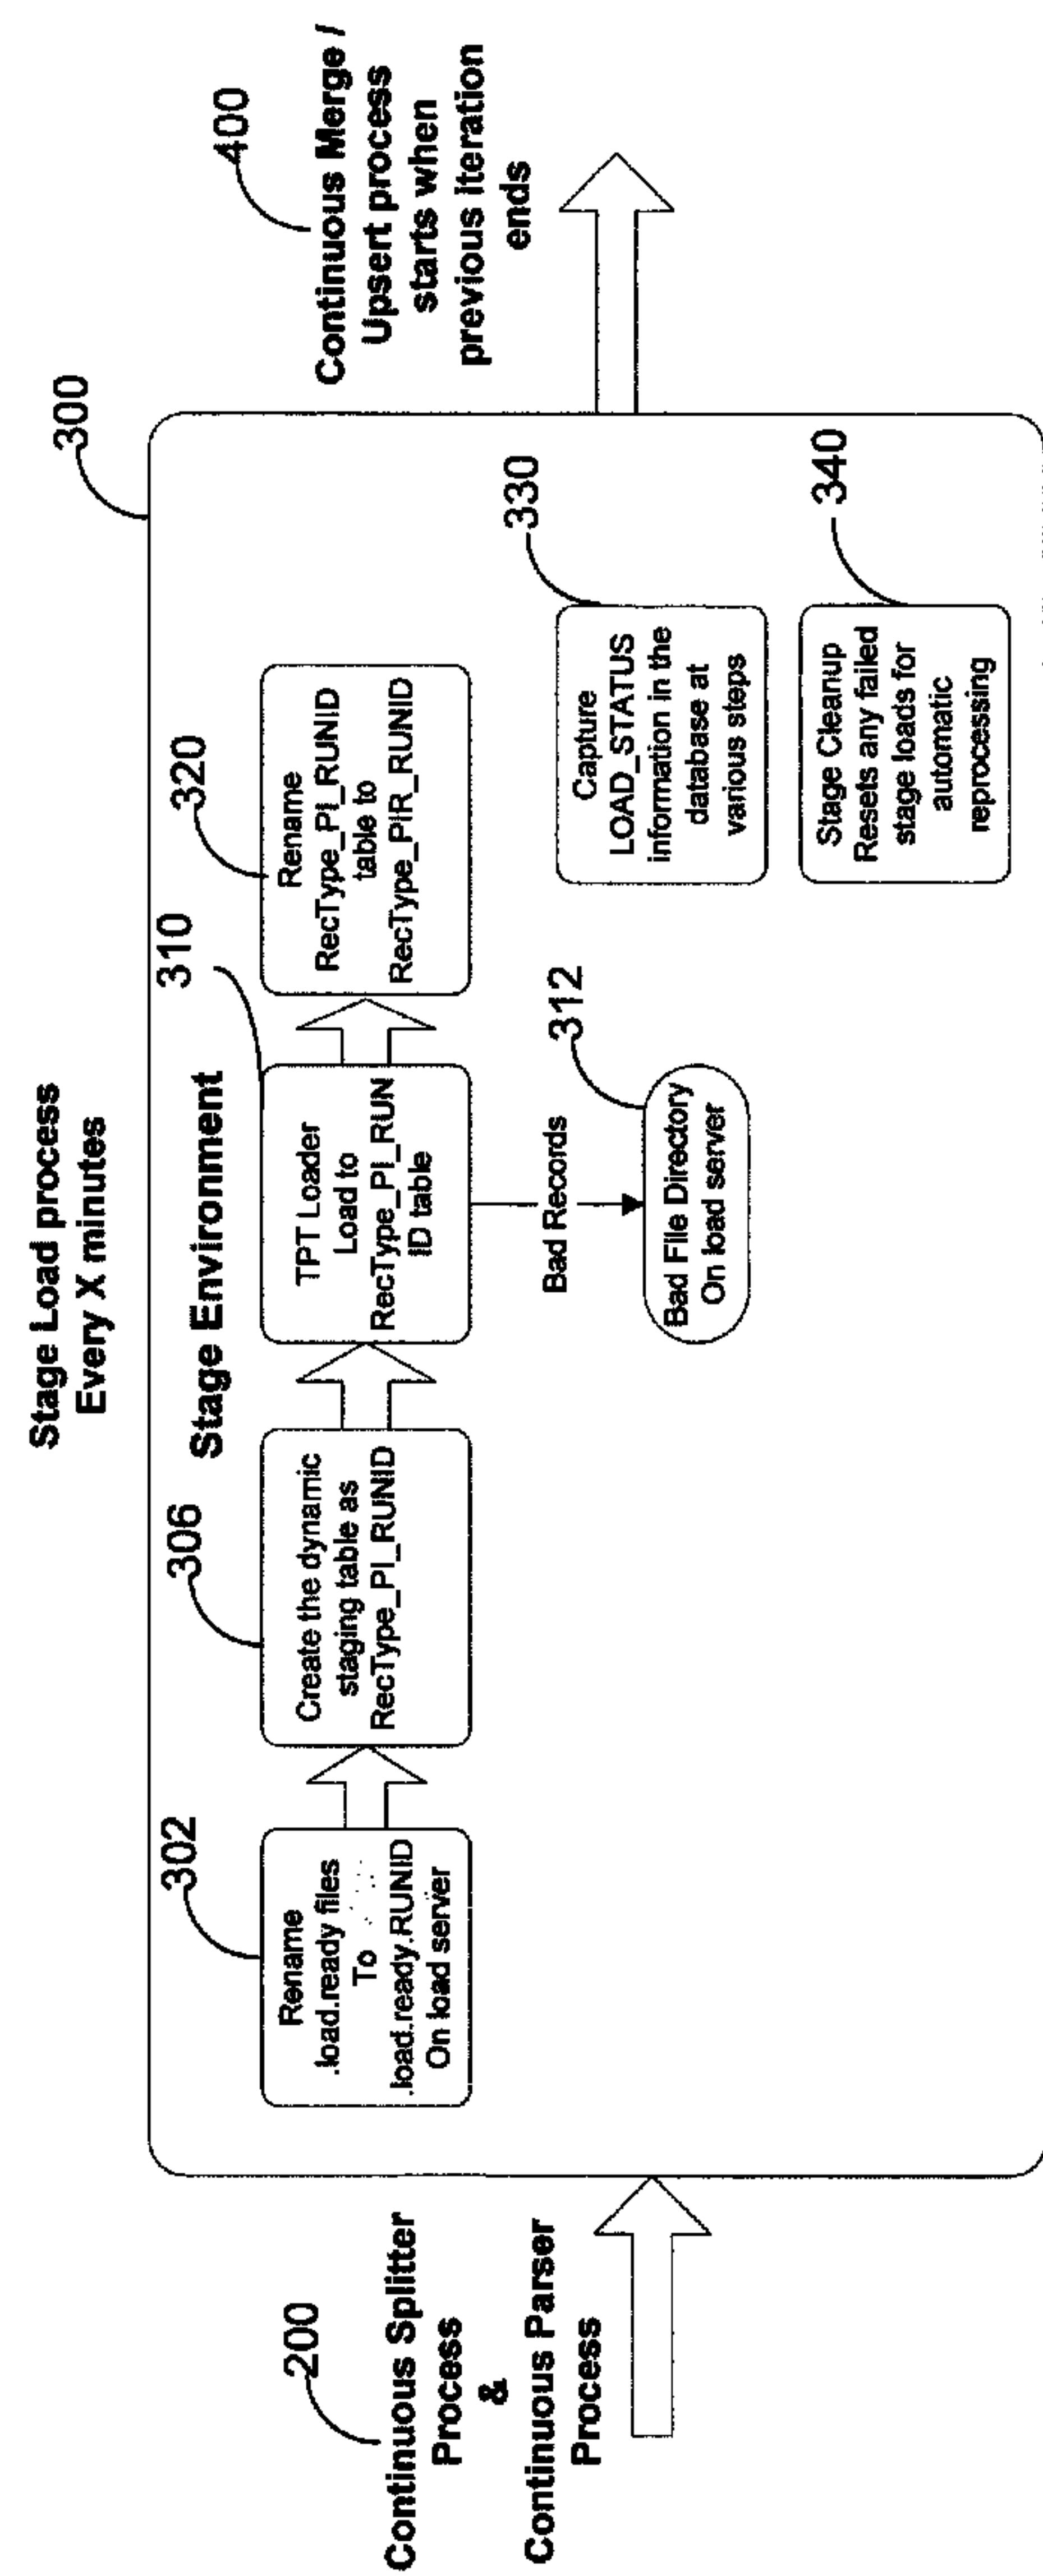 Stage Load process
Every X minutes
200
Continuous Splitter
Process
&
Continuous Parser
Process
300
Stage Environment
302
Rename
.load.ready files
To
.load.ready.RUNID
On load server
306
Create the dynamic
staging table as
RecType_PI_RUNID
310
TPT Loader
Load to
RecType_PI_RUN
ID table
320
Rename
RecType_PI_RUNID
table to
RecType_PIR_RUNID
Bad Records
312
Bad File Directory
On load server
330
Capture
LOAD_STATUS
information in the
database at
various steps
340
Stage Cleanup
Resets any failed
stage loads for
automatic
reprocessing
400
Continuous Merge /
Upsert process
starts when
previous iteration
ends